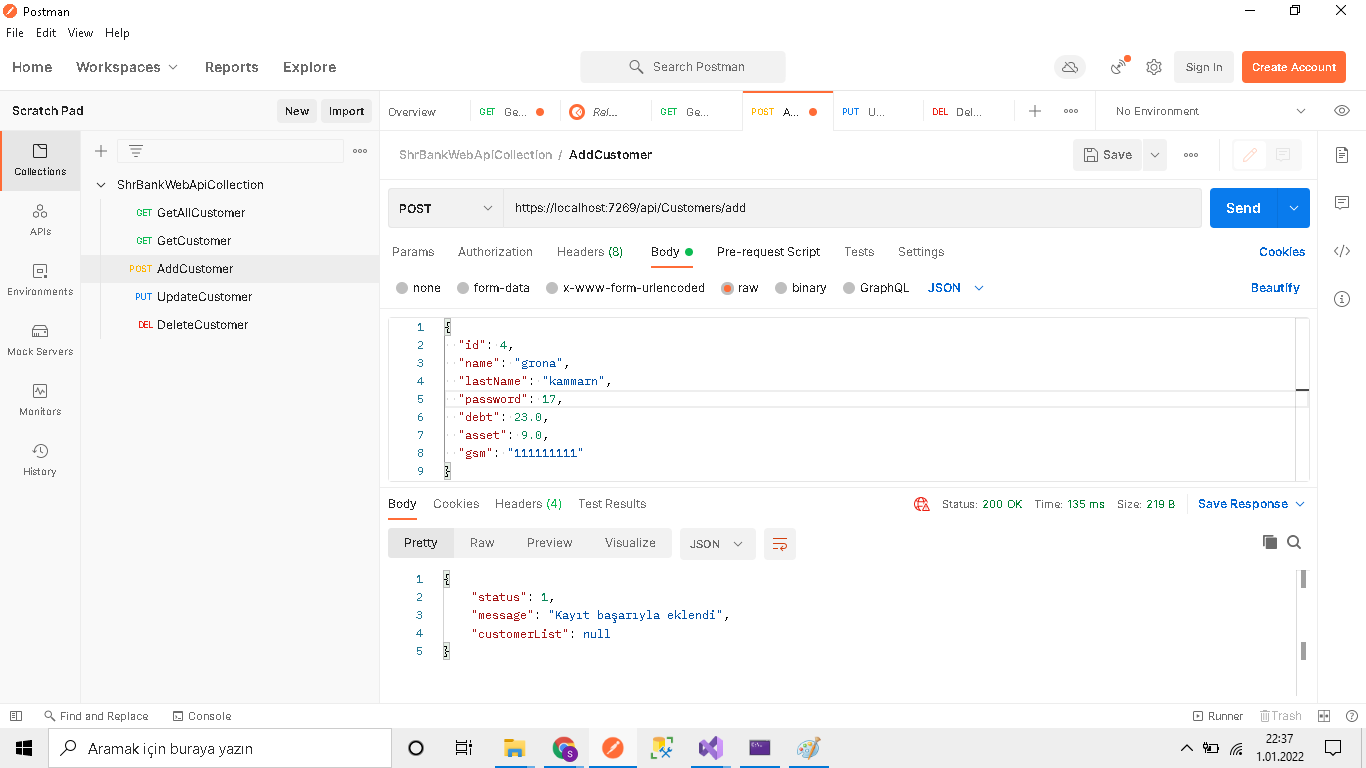 Postman
File Edit View Help
Home Workspaces Reports Explore Search Postman Sign In Create Account
Scratch Pad New Import Overview GET Ge... Rel... GET Ge... POST A... PUT U... DEL Del... No Environment
ShrBankWebApiCollection / AddCustomer Save
Collections
APIs
Environments
Mock Servers
Monitors
History
ShrBankWebApiCollection
GET GetAllCustomer
GET GetCustomer
POST AddCustomer
PUT UpdateCustomer
DEL DeleteCustomer
POST https://localhost:7269/api/Customers/add Send
Params Authorization Headers (8) Body Pre-request Script Tests Settings Cookies
none form-data x-www-form-urlencoded raw binary GraphQL JSON Beautify
1 {
2 "id": 4,
3 "name": "grona",
4 "lastName": "kammarn",
5 "password": 17,
6 "debt": 23.0,
7 "asset": 9.0,
8 "gsm": "111111111"
9 }
Body Cookies Headers (4) Test Results Status: 200 OK Time: 135 ms Size: 219 B Save Response
Pretty Raw Preview Visualize JSON
1 {
2 "status": 1,
3 "message": "Kayıt başarıyla eklendi",
4 "customerList": null
5 }
Find and Replace Console Runner Trash
Aramak için buraya yazın
22:37
1.01.2022